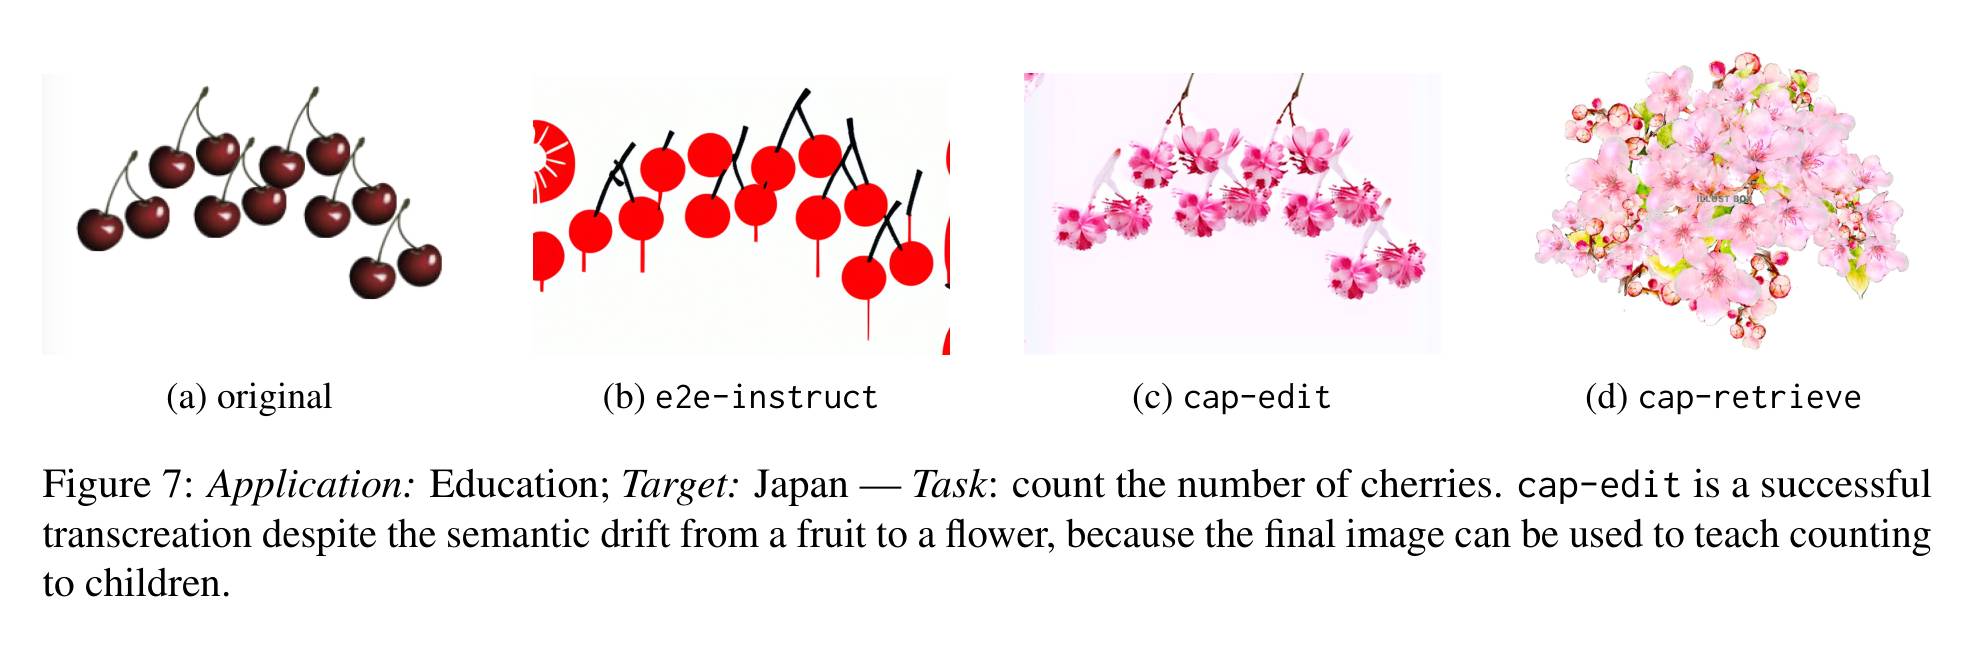 ILLUST BOX
(a) original
(b) e2e-instruct
(c) cap-edit
(d) cap-retrieve
Figure 7: Application: Education; Target: Japan — Task: count the number of cherries. cap-edit is a successful
transcreation despite the semantic drift from a fruit to a flower, because the final image can be used to teach counting
to children.